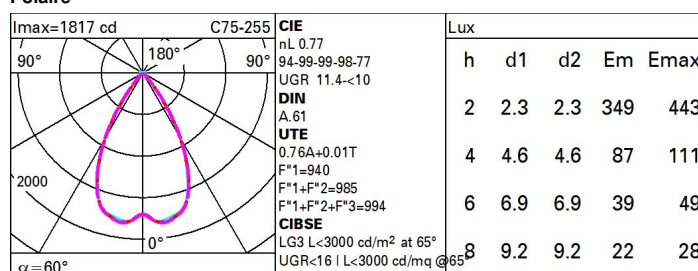 Imax=1817 cd C75-255
90° 180° 90°
2000
0°
α=60°
CIE
nL 0.77
94-99-99-98-77
UGR 11.4-<10
DIN
A.61
UTE
0.76A+0.01T
F"1=940
F"1+F"2=985
F"1+F"2+F"3=994
CIBSE
LG3 L<3000 cd/m² at 65°
UGR<16 | L<3000 cd/mq @65°
Lux
h d1 d2 Em Emax
2 2.3 2.3 349 443
4 4.6 4.6 87 111
6 6.9 6.9 39 49
8 9.2 9.2 22 28